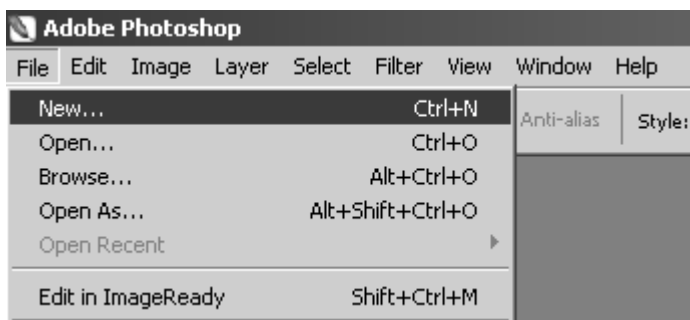 Adobe Photoshop
File Edit Image Layer Select Filter View Window Help
New... Ctrl+N
Anti-alias Style:
Open... Ctrl+O
Browse... Alt+Ctrl+O
Open As... Alt+Shift+Ctrl+O
Open Recent
Edit in ImageReady Shift+Ctrl+M